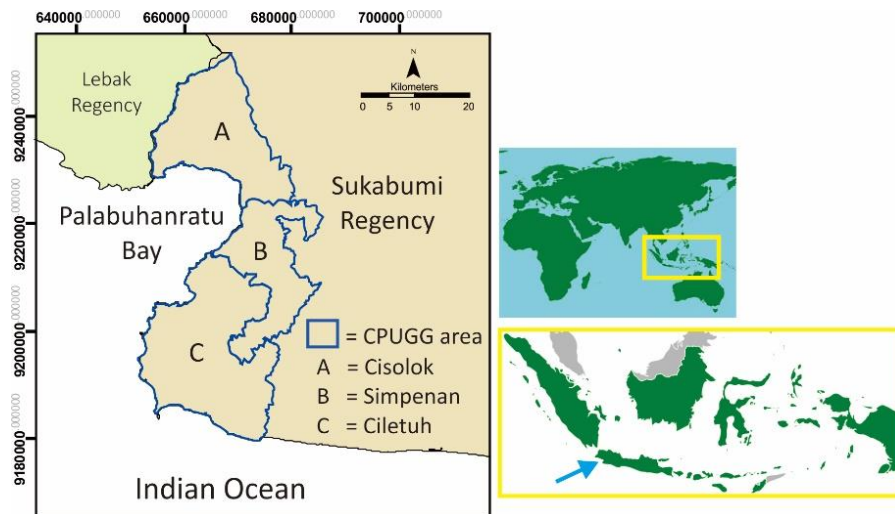 640000.000000 660000.000000 680000.000000 700000.000000
9240000.000000
9220000.000000
9200000.000000
9180000.000000
Lebak
Regency
N
Kilometers
0 5 10 20
A
Sukabumi
Regency
Palabuhanratu
Bay
B
C
= CPUGG area
A = Cisolok
B = Simpenan
C = Ciletuh
Indian Ocean